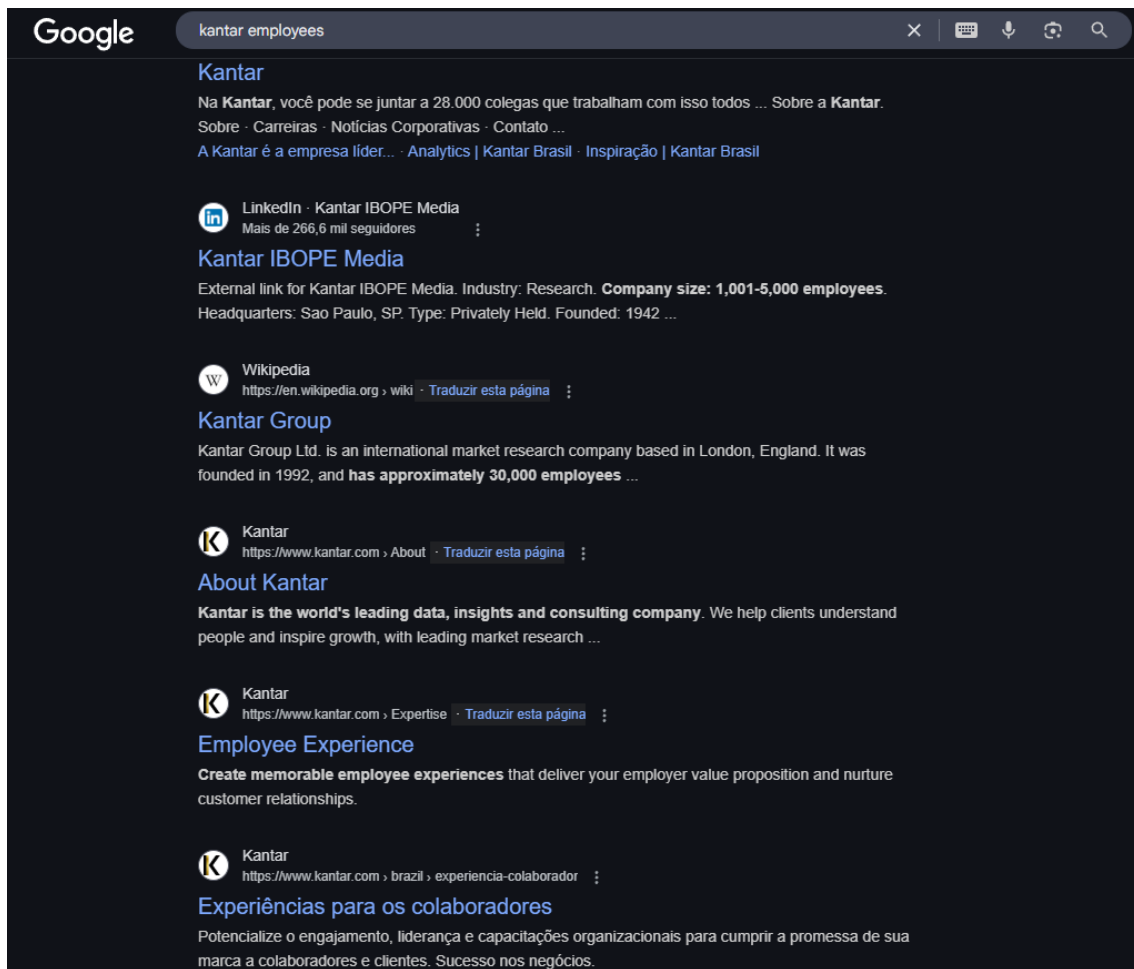 Google
kantar employees
Kantar
Na Kantar, você pode se juntar a 28.000 colegas que trabalham com isso todos ... Sobre a Kantar.
Sobre · Carreiras · Notícias Corporativas · Contato ...
A Kantar é a empresa líder... · Analytics | Kantar Brasil · Inspiração | Kantar Brasil
in
LinkedIn · Kantar IBOPE Media
Mais de 266,6 mil seguidores
Kantar IBOPE Media
External link for Kantar IBOPE Media. Industry: Research. Company size: 1,001-5,000 employees.
Headquarters: Sao Paulo, SP. Type: Privately Held. Founded: 1942 ...
W
Wikipedia
https://en.wikipedia.org › wiki · Traduzir esta página
Kantar Group
Kantar Group Ltd. is an international market research company based in London, England. It was
founded in 1992, and has approximately 30,000 employees ...
K
Kantar
https://www.kantar.com › About · Traduzir esta página
About Kantar
Kantar is the world's leading data, insights and consulting company. We help clients understand
people and inspire growth, with leading market research ...
K
Kantar
https://www.kantar.com › Expertise · Traduzir esta página
Employee Experience
Create memorable employee experiences that deliver your employer value proposition and nurture
customer relationships.
K
Kantar
https://www.kantar.com › brazil › experiencia-colaborador
Experiências para os colaboradores
Potencialize o engajamento, liderança e capacitações organizacionais para cumprir a promessa de sua
marca a colaboradores e clientes. Sucesso nos negócios.